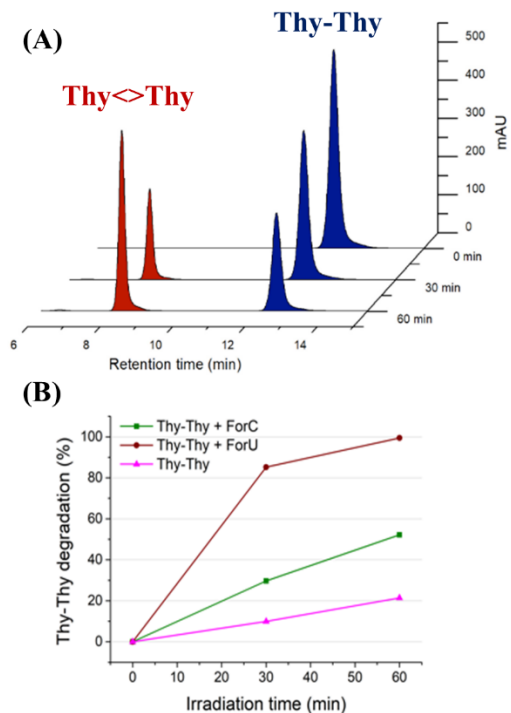 (A)
Thy-Thy
Thy<>Thy
500
400
300
200
100
0
mAU
0 min
30 min
60 min
6
8
10
12
14
Retention time (min)
(B)
Thy-Thy + ForC
Thy-Thy + ForU
Thy-Thy
100
80
60
40
20
0
Thy-Thy degradation (%)
0
10
20
30
40
50
60
Irradiation time (min)